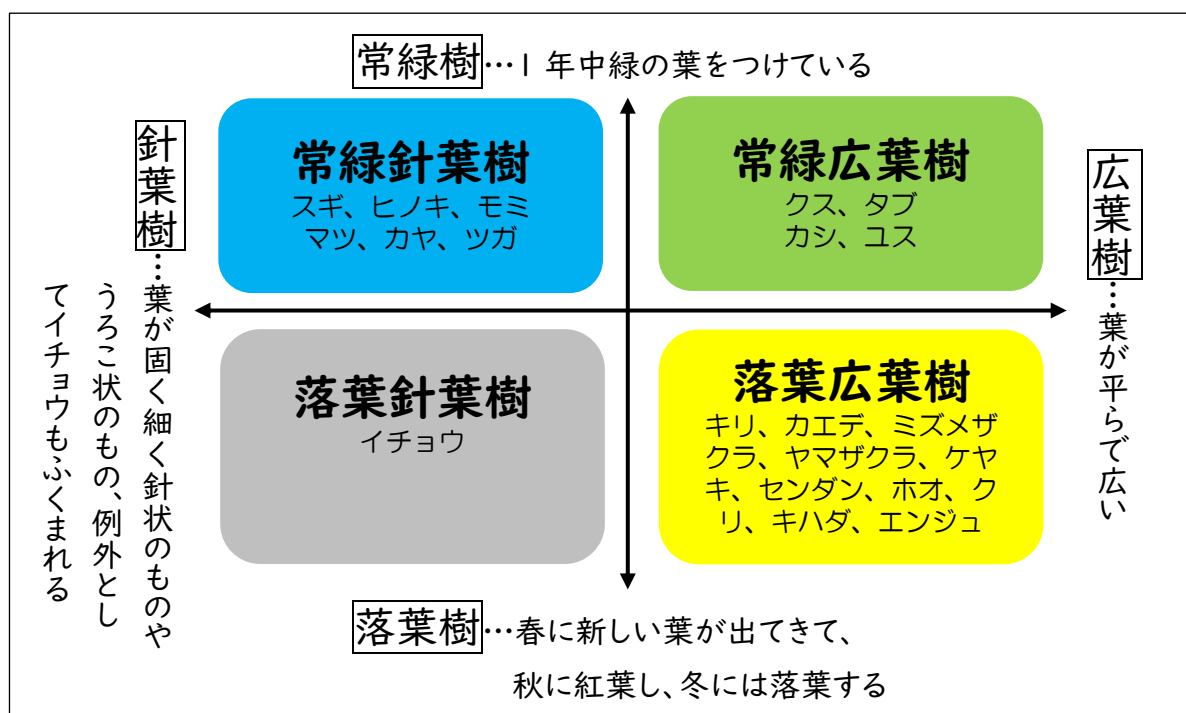 常緑樹…1年中緑の葉をつけている
針葉樹…葉が固く細く針状のものや
うろこ状のもの、例外とし
てイチョウもふくまれる
常緑針葉樹
スギ、ヒノキ、モミ
マツ、カヤ、ツガ
常緑広葉樹
クス、タブ
カシ、ユス
広葉樹…葉が平らで広い
落葉針葉樹
イチョウ
落葉広葉樹
キリ、カエデ、ミズメザ
クラ、ヤマザクラ、ケヤ
キ、センダン、ホオ、ク
リ、キハダ、エンジュ
落葉樹…春に新しい葉が出てきて、
秋に紅葉し、冬には落葉する